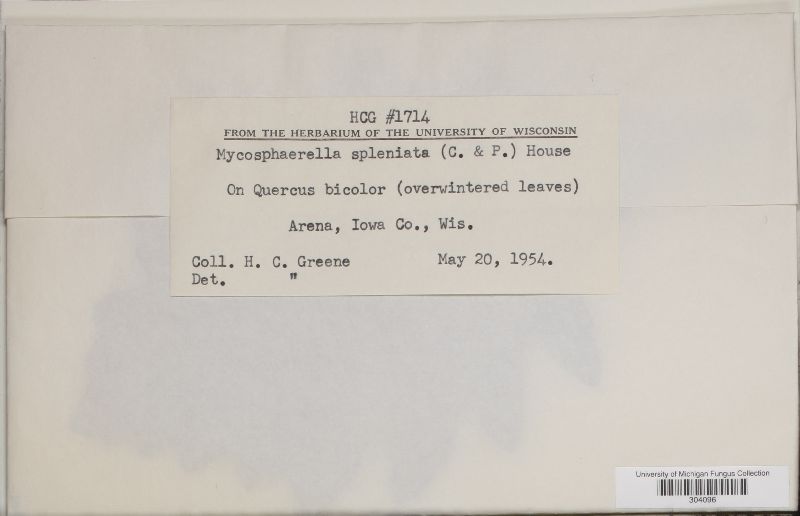 HCG #1714
FROM THE HERBARIUM OF THE UNIVERSITY OF WISCONSIN
Mycosphaerella spleniata (C. & P.) House
On Quercus bicolor (overwintered leaves)
Arena, Iowa Co., Wis.
Coll. H. C. Greene May 20, 1954.
Det. "
University of Michigan Fungus Collection
304096